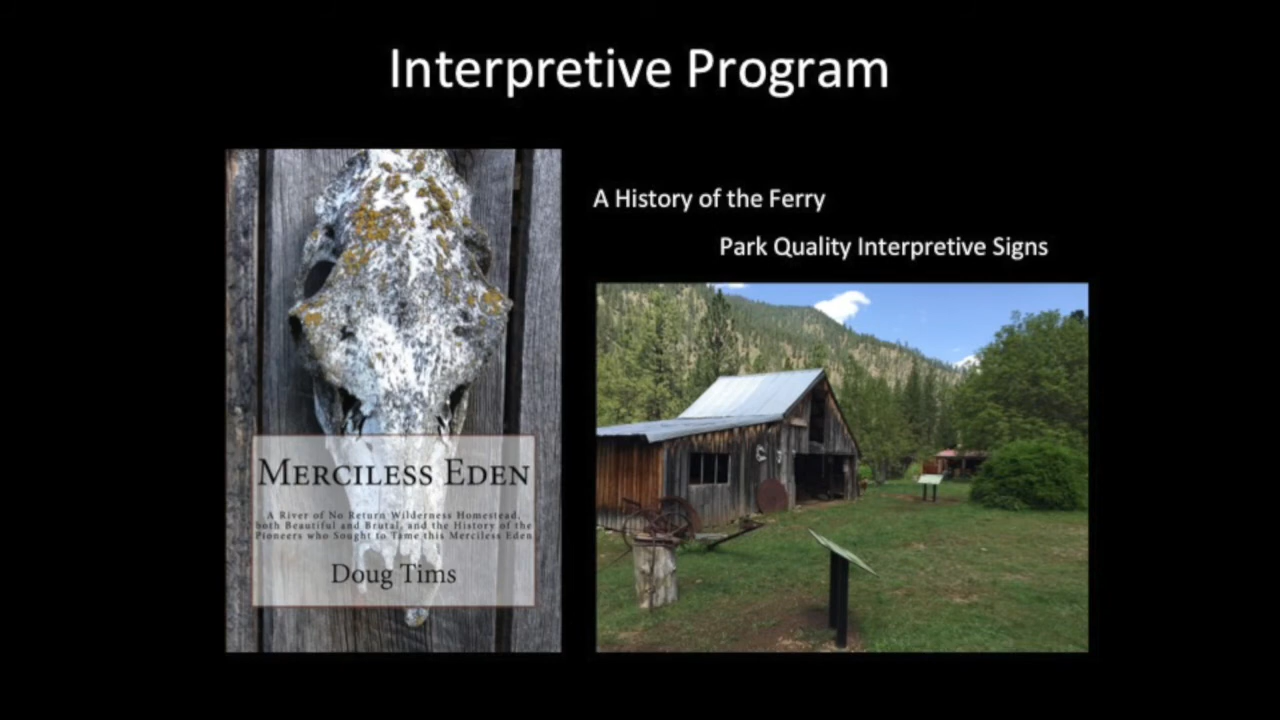 Interpretive Program
A History of the Ferry
Park Quality Interpretive Signs
Merciless Eden
A River of No Return Wilderness Homestead,
both Beautiful and Brutal, and the History of the
Pioneers who Sought to Tame this Merciless Eden
Doug Tims